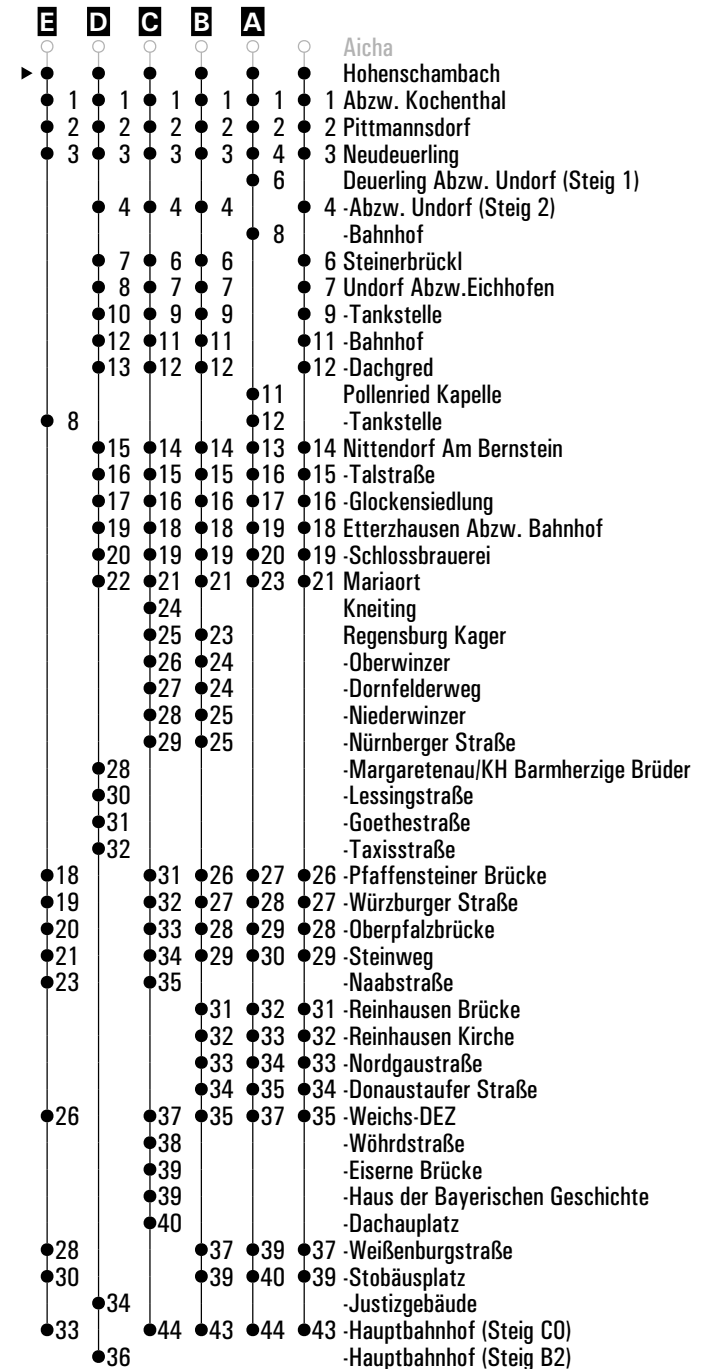 E D C B A
Aicha
Hohenschambach
1 1 1 1 1 1 Abzw. Kochenthal
2 2 2 2 2 2 Pittmannsdorf
3 3 3 3 4 3 Neudeuerling
6 Deuerling Abzw. Undorf (Steig 1)
4 4 4 4 -Abzw. Undorf (Steig 2)
8 -Bahnhof
7 6 6 6 Steinerbrückl
8 7 7 7 Undorf Abzw.Eichhofen
10 9 9 9 -Tankstelle
12 11 11 11 -Bahnhof
13 12 12 12 -Dachgred
11 Pollenried Kapelle
8 12 -Tankstelle
15 14 14 13 14 Nittendorf Am Bernstein
16 15 15 16 15 -Talstraße
17 16 16 17 16 -Glockensiedlung
19 18 18 19 18 Etterzhausen Abzw. Bahnhof
20 19 19 20 19 -Schlossbrauerei
22 21 21 23 21 Mariaort
24 Kneiting
25 23 Regensburg Kager
26 24 -Oberwinzer
27 24 -Dornfelderweg
28 25 -Niederwinzer
29 25 -Nürnberger Straße
28 -Margaretenau/KH Barmherzige Brüder
30 -Lessingstraße
31 -Goethestraße
32 -Taxisstraße
18 31 26 27 26 -Pfaffensteiner Brücke
19 32 27 28 27 -Würzburger Straße
20 33 28 29 28 -Oberpfalzbrücke
21 34 29 30 29 -Steinweg
23 35 -Naabstraße
31 32 31 -Reinhausen Brücke
32 33 32 -Reinhausen Kirche
33 34 33 -Nordgaustraße
34 35 34 -Donaustaufer Straße
26 37 35 37 35 -Weichs-DEZ
38 -Wöhrdstraße
39 -Eiserne Brücke
39 -Haus der Bayerischen Geschichte
40 -Dachauplatz
28 37 39 37 -Weißenburgstraße
30 39 40 39 -Stobäusplatz
34 -Justizgebäude
33 44 43 44 43 -Hauptbahnhof (Steig C0)
36 -Hauptbahnhof (Steig B2)